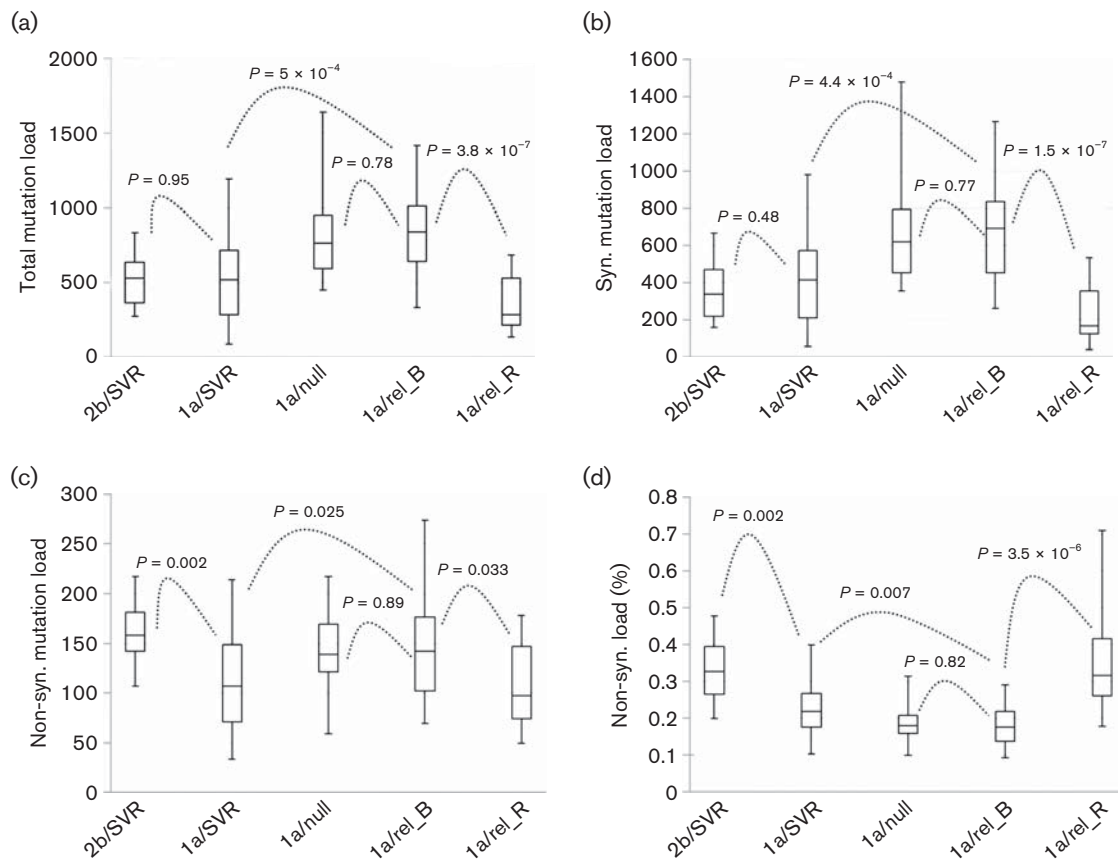 (a)
Total mutation load
2000
1500
1000
500
0
P = 0.95
P = 5 × 10⁻⁴
P = 0.78
P = 3.8 × 10⁻⁷
2b/SVR
1a/SVR
1a/null
1a/rel_B
1a/rel_R
(b)
Syn. mutation load
1600
1400
1200
1000
800
600
400
200
0
P = 0.48
P = 4.4 × 10⁻⁴
P = 0.77
P = 1.5 × 10⁻⁷
2b/SVR
1a/SVR
1a/null
1a/rel_B
1a/rel_R
(c)
Non-syn. mutation load
300
250
200
150
100
50
0
P = 0.002
P = 0.025
P = 0.89
P = 0.033
2b/SVR
1a/SVR
1a/null
1a/rel_B
1a/rel_R
(d)
Non-syn. load (%)
0.8
0.7
0.6
0.5
0.4
0.3
0.2
0.1
0
P = 0.002
P = 0.007
P = 0.82
P = 3.5 × 10⁻⁶
2b/SVR
1a/SVR
1a/null
1a/rel_B
1a/rel_R